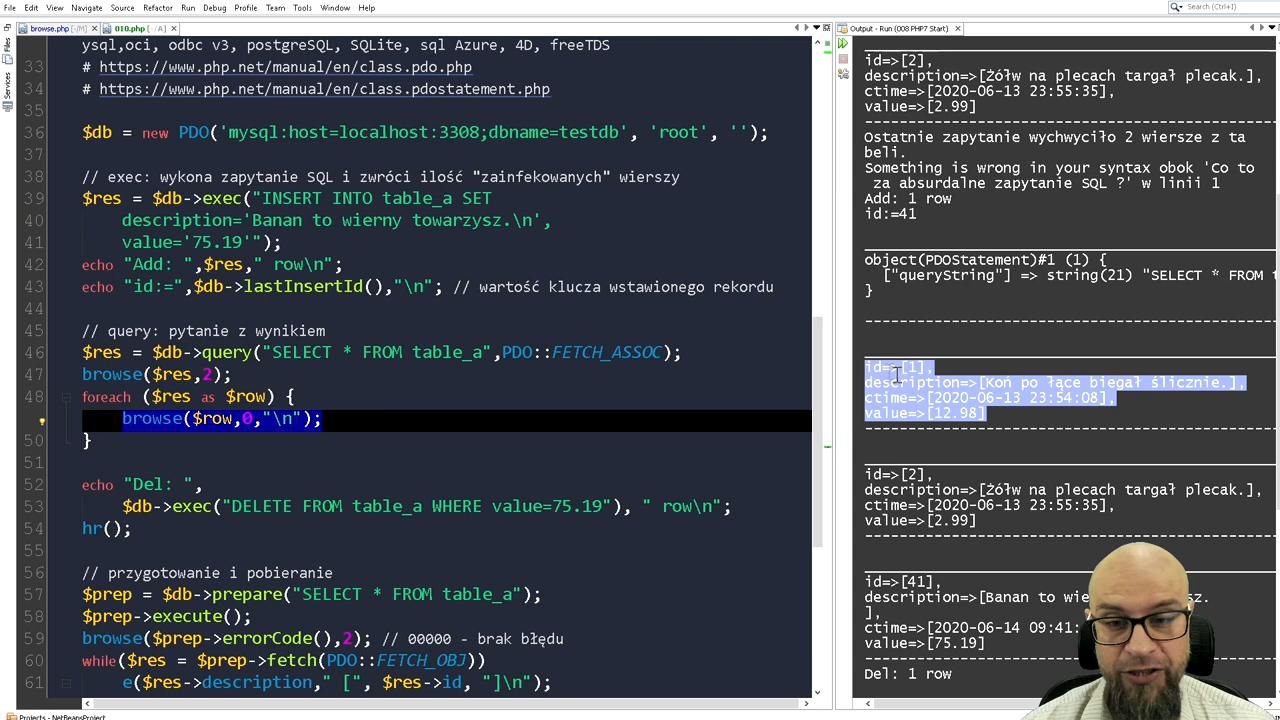 File Edit View Navigate Source Refactor Run Debug Profile Team Tools Window Help
Search (Ctrl+I)
browse.php [-/M] 010.php [-/A]
ysql,oci, odbc v3, postgreSQL, SQLite, sql Azure, 4D, freeTDS
33 # https://www.php.net/manual/en/class.pdo.php
34 # https://www.php.net/manual/en/class.pdostatement.php
35
36 $db = new PDO('mysql:host=localhost:3308;dbname=testdb', 'root', '');
37
38 // exec: wykona zapytanie SQL i zwróci ilość "zainfekowanych" wierszy
39 $res = $db->exec("INSERT INTO table_a SET
40 description='Banan to wierny towarzysz.\n',
41 value='75.19'");
42 echo "Add: ",$res," row\n";
43 echo "id:=",$db->lastInsertId(),"\n"; // wartość klucza wstawionego rekordu
44
45 // query: pytanie z wynikiem
46 $res = $db->query("SELECT * FROM table_a",PDO::FETCH_ASSOC);
47 browse($res,2);
48 foreach ($res as $row) {
browse($row,0,"\n");
50 }
51
52 echo "Del: ",
53 $db->exec("DELETE FROM table_a WHERE value=75.19"), " row\n";
54 hr();
55
56 // przygotowanie i pobieranie
57 $prep = $db->prepare("SELECT * FROM table_a");
58 $prep->execute();
59 browse($prep->errorCode(),2); // 00000 - brak błędu
60 while($res = $prep->fetch(PDO::FETCH_OBJ))
61 e($res->description," [", $res->id, "]\n");
Files
Services
Projects - NetBeansProject
Output - Run (008 PHP7 Start)
id=>[2],
description=>[Żółw na plecach targał plecak.],
ctime=>[2020-06-13 23:55:35],
value=>[2.99]
Ostatnie zapytanie wychwyciło 2 wiersze z ta
beli.
Something is wrong in your syntax obok 'Co to
za absurdalne zapytanie SQL ?' w linii 1
Add: 1 row
id:=41
object(PDOStatement)#1 (1) {
["queryString"] => string(21) "SELECT * FROM t
}
id=>[1],
description=>[Koń po łące biegał ślicznie.],
ctime=>[2020-06-13 23:54:08],
value=>[12.98]
id=>[2],
description=>[Żółw na plecach targał plecak.],
ctime=>[2020-06-13 23:55:35],
value=>[2.99]
id=>[41],
description=>[Banan to wie sz.
],
ctime=>[2020-06-14 09:41:
value=>[75.19]
Del: 1 row